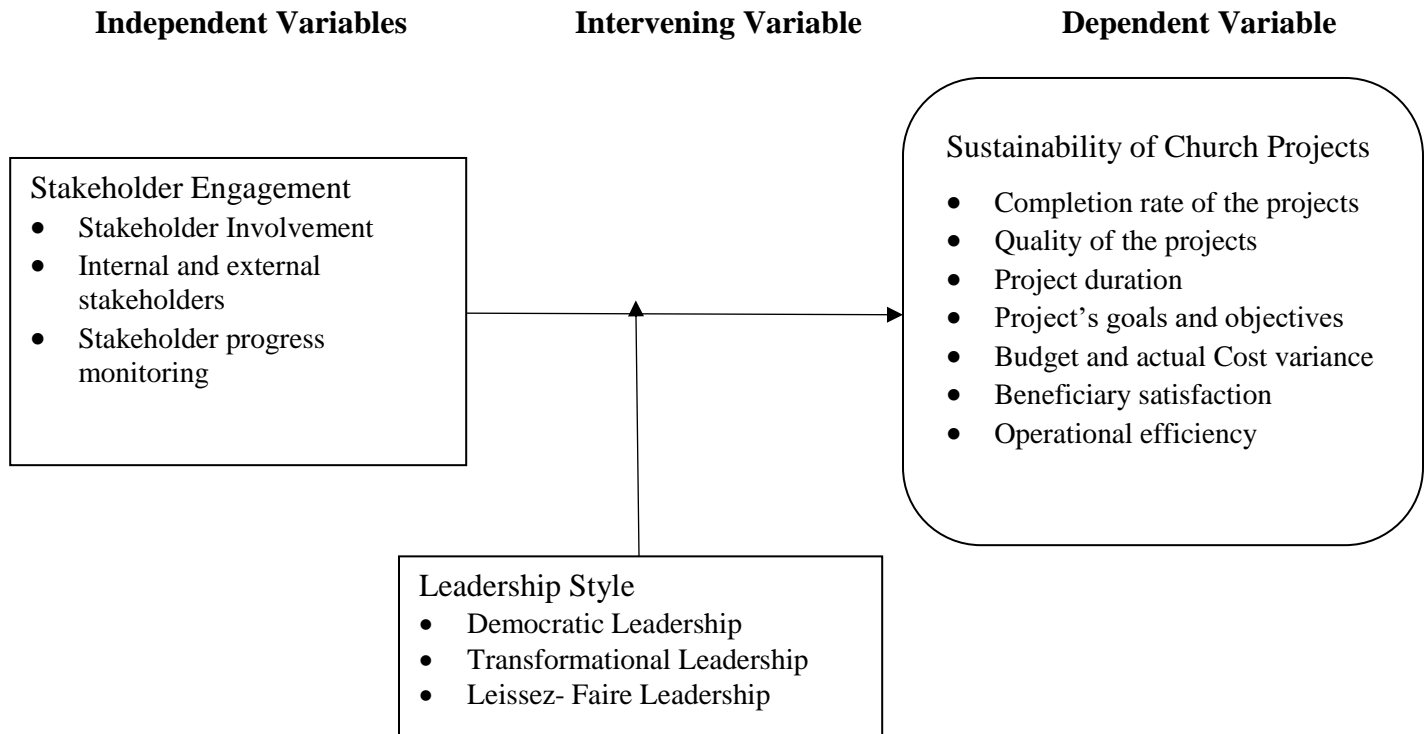 Independent Variables
Intervening Variable
Dependent Variable
Stakeholder Engagement
• Stakeholder Involvement
• Internal and external
stakeholders
• Stakeholder progress
monitoring
Sustainability of Church Projects
• Completion rate of the projects
• Quality of the projects
• Project duration
• Project’s goals and objectives
• Budget and actual Cost variance
• Beneficiary satisfaction
• Operational efficiency
Leadership Style
• Democratic Leadership
• Transformational Leadership
• Leissez- Faire Leadership